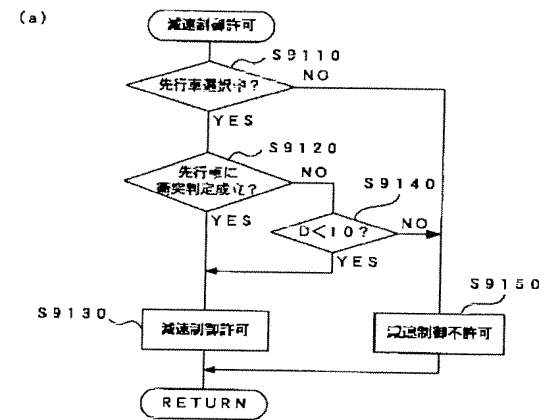 (a)
減速制御許可
S9110
先行車選択中?
NO
YES
S9120
先行車に
衝突判定成立?
NO
S9140
YES
D<10?
NO
YES
S9130
減速制御許可
S9150
減速制御不許可
RETURN